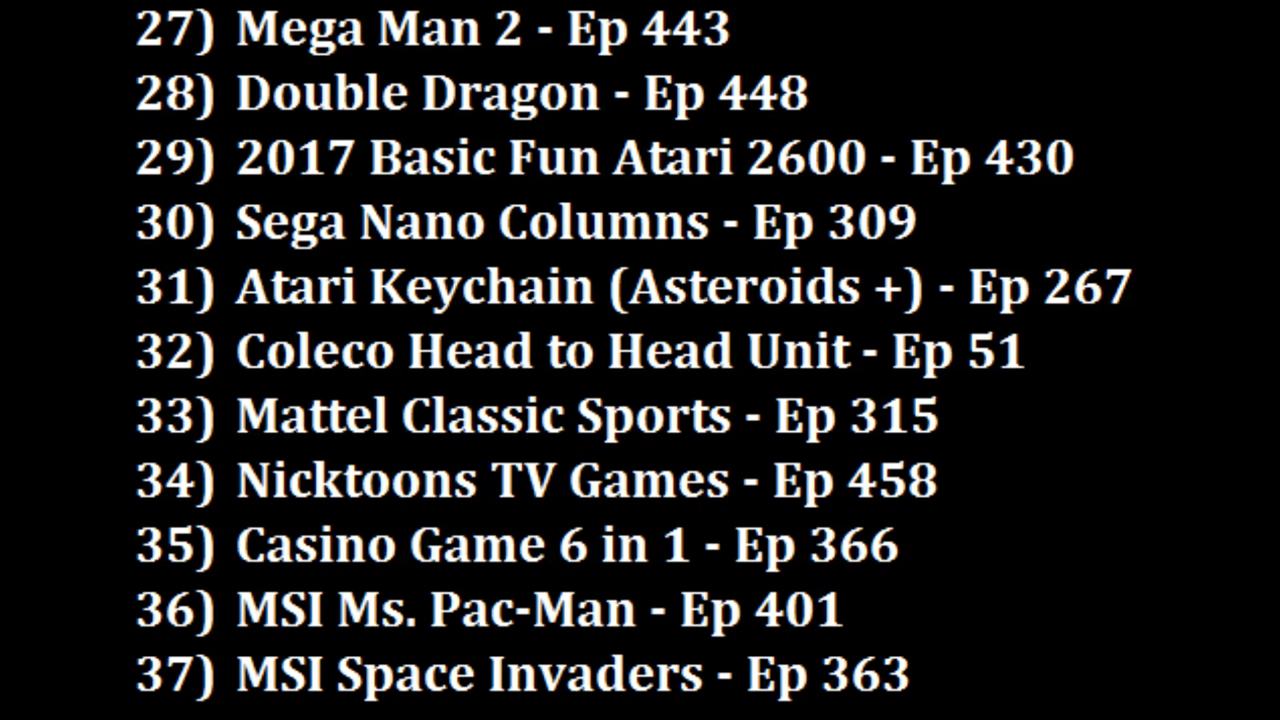 27) Mega Man 2 - Ep 443
28) Double Dragon - Ep 448
29) 2017 Basic Fun Atari 2600 - Ep 430
30) Sega Nano Columns - Ep 309
31) Atari Keychain (Asteroids +) - Ep 267
32) Coleco Head to Head Unit - Ep 51
33) Mattel Classic Sports - Ep 315
34) Nicktoons TV Games - Ep 458
35) Casino Game 6 in 1 - Ep 366
36) MSI Ms. Pac-Man - Ep 401
37) MSI Space Invaders - Ep 363